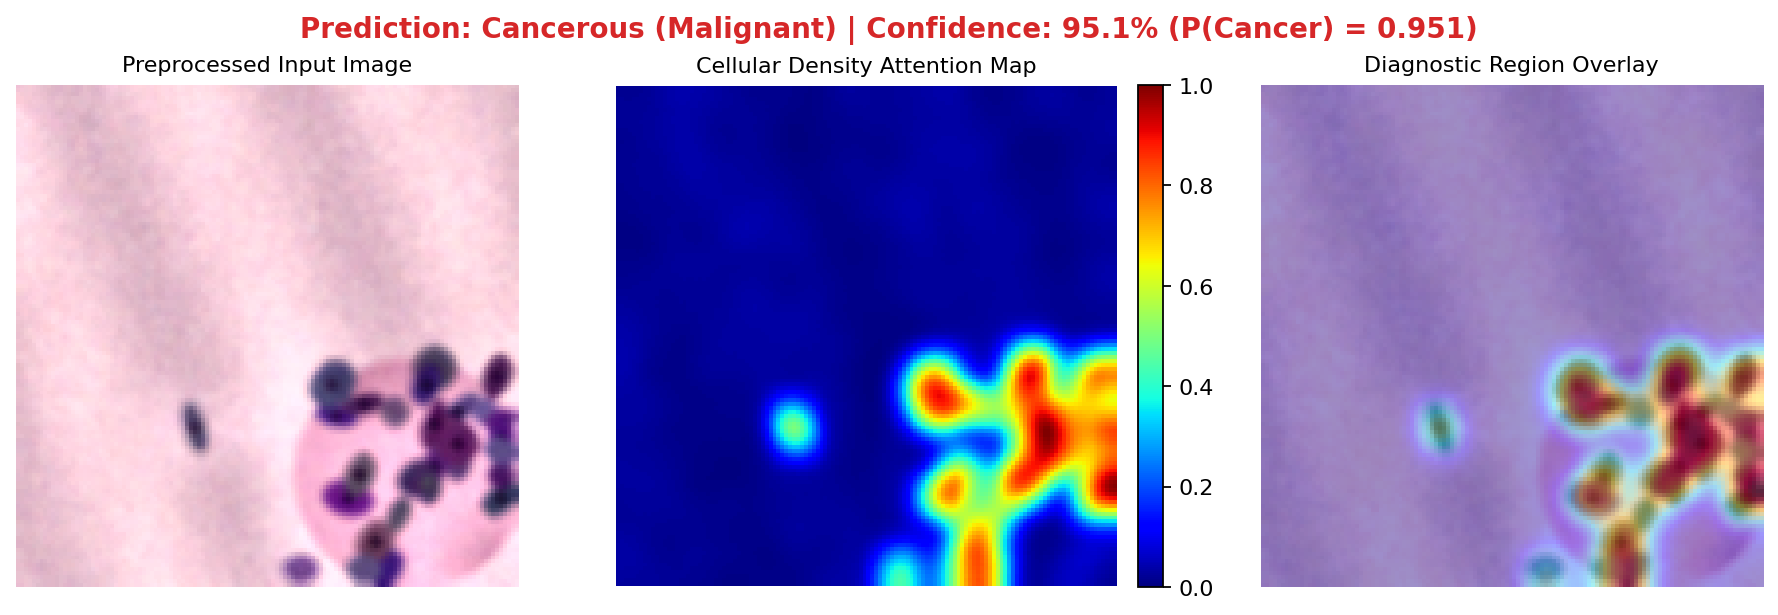 Prediction: Cancerous (Malignant) | Confidence: 95.1% (P(Cancer) = 0.951)
Preprocessed Input Image
Cellular Density Attention Map
Diagnostic Region Overlay
1.0
0.8
0.6
0.4
0.2
0.0